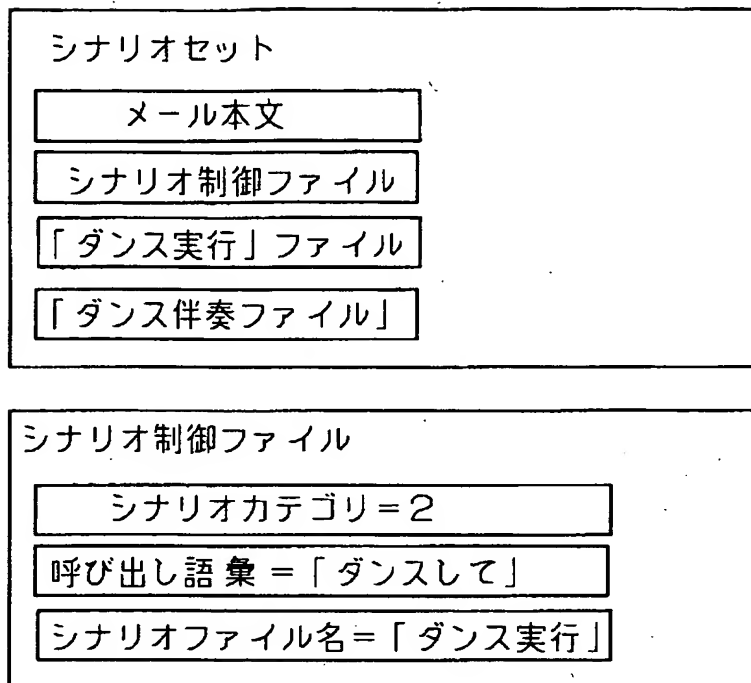 シナリオセット
メール本文
シナリオ制御ファイル
「ダンス実行」ファイル
「ダンス伴奏ファイル」
シナリオ制御ファイル
シナリオカテゴリ=2
呼び出し語彙=「ダンスして」
シナリオファイル名=「ダンス実行」